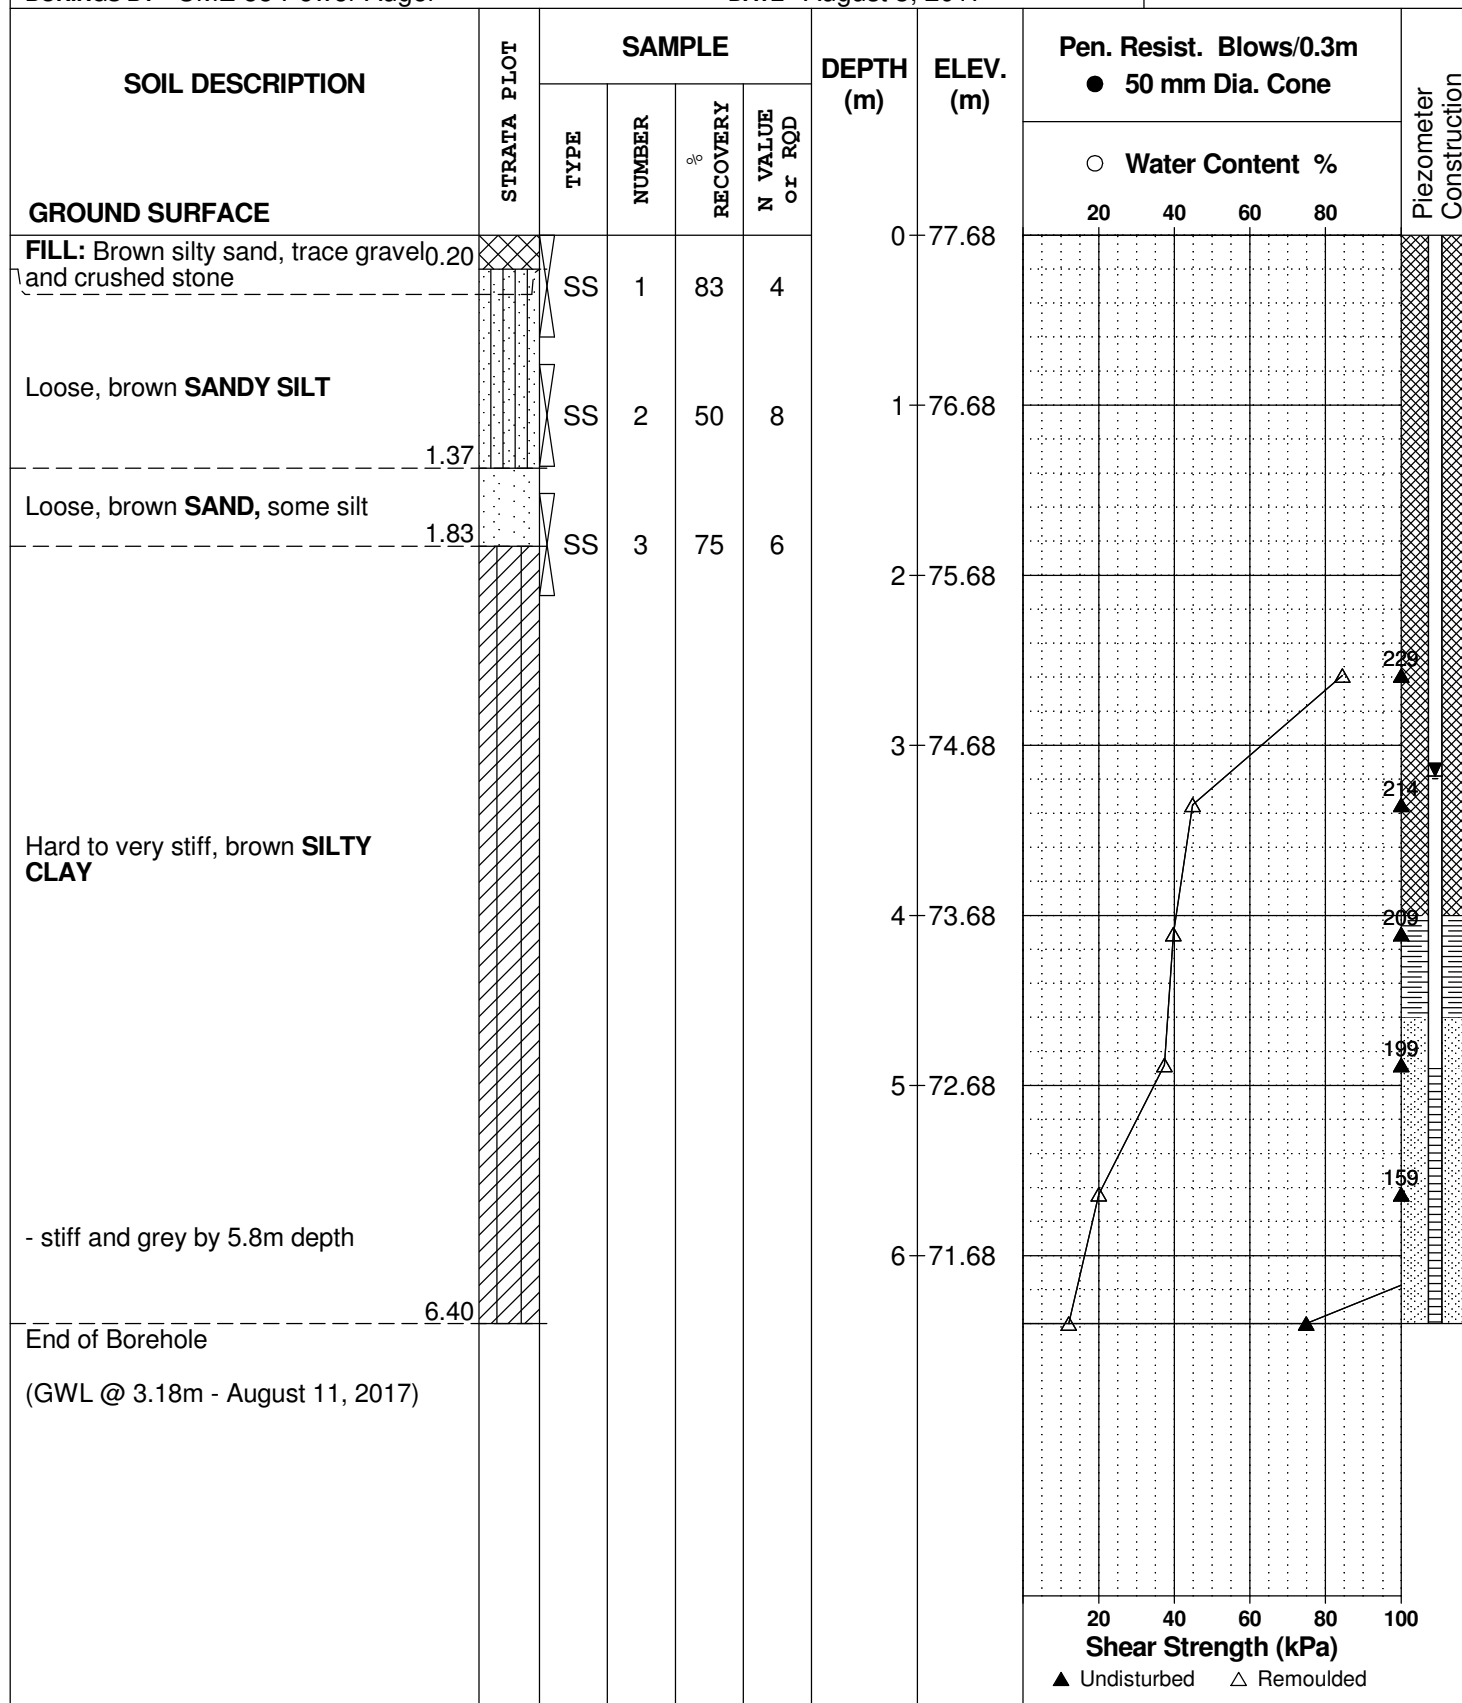 SOIL DESCRIPTION
GROUND SURFACE
STRATA PLOT
SAMPLE
TYPE
NUMBER
%
RECOVERY
N VALUE
or RQD
DEPTH
(m)
ELEV.
(m)
Pen. Resist. Blows/0.3m
● 50 mm Dia. Cone
○ Water Content %
20 40 60 80
Piezometer
Construction
0 77.68
FILL: Brown silty sand, trace gravel 0.20
and crushed stone
SS 1 83 4
Loose, brown SANDY SILT
SS 2 50 8
1 76.68
1.37
Loose, brown SAND, some silt
1.83
SS 3 75 6
2 75.68
229
3 74.68
214
Hard to very stiff, brown SILTY
CLAY
4 73.68
209
199
5 72.68
159
- stiff and grey by 5.8m depth
6 71.68
6.40
End of Borehole
(GWL @ 3.18m - August 11, 2017)
20 40 60 80 100
Shear Strength (kPa)
▲ Undisturbed △ Remoulded